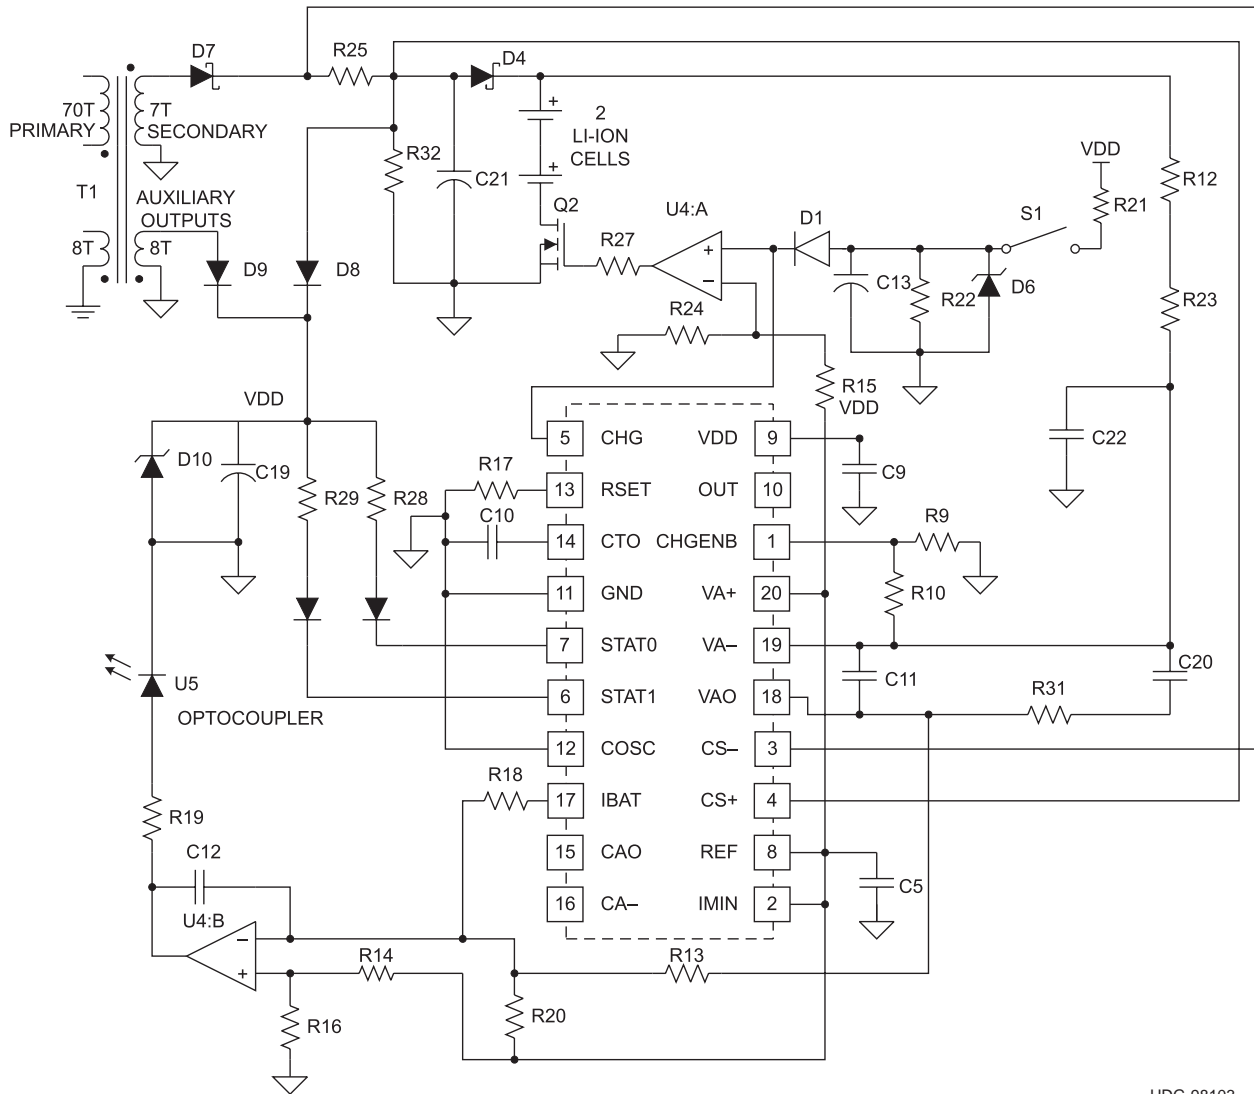 D7
R25
D4
70T
PRIMARY
7T
SECONDARY
+
2
LI-ION
CELLS
+
R32
C21
VDD
R12
T1
AUXILIARY
OUTPUTS
Q2
U4:A
D1
S1
R21
8T
8T
D9
D8
R27
+
–
C13
R22
D6
R23
R24
R15
VDD
VDD
C22
5 CHG VDD 9
D10
C19
R29
R28
R17
C9
13 RSET OUT 10
C10
R9
14 CTO CHGENB 1
R10
11 GND VA+ 20
7 STAT0 VA– 19
C11
C20
U5
OPTOCOUPLER
6 STAT1 VAO 18
R31
12 COSC CS– 3
R18
17 IBAT CS+ 4
R19
C12
15 CAO REF 8
C5
U4:B
16 CA– IMIN 2
–
+
R14
R13
R16
R20